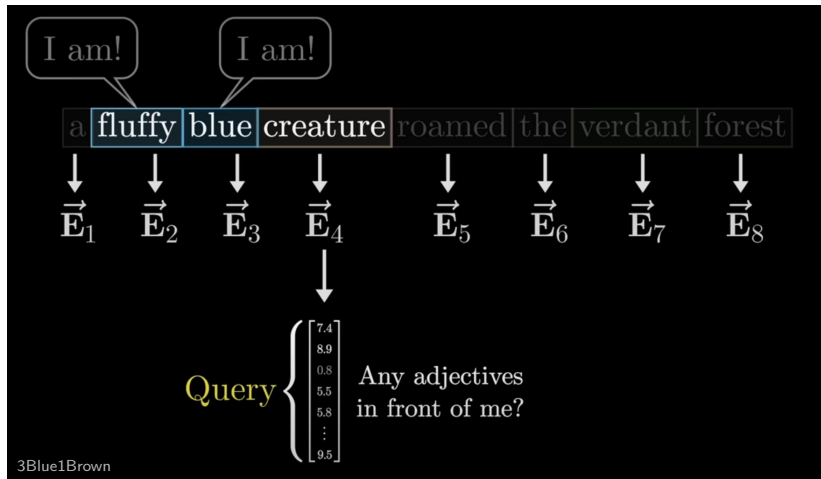 I am! I am!
a fluffy blue creature roamed the verdant forest
E₁ E₂ E₃ E₄ E₅ E₆ E₇ E₈
7.4
8.9
0.8
5.5
5.8
⋮
9.5
Query
Any adjectives
in front of me?
3Blue1Brown